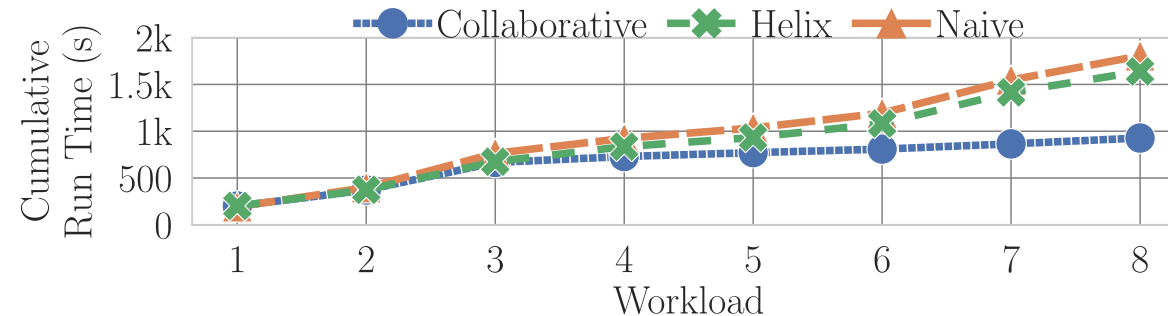 Collaborative Helix Naive
Cumulative
Run Time (s)
2k
1.5k
1k
500
0
1 2 3 4 5 6 7 8
Workload